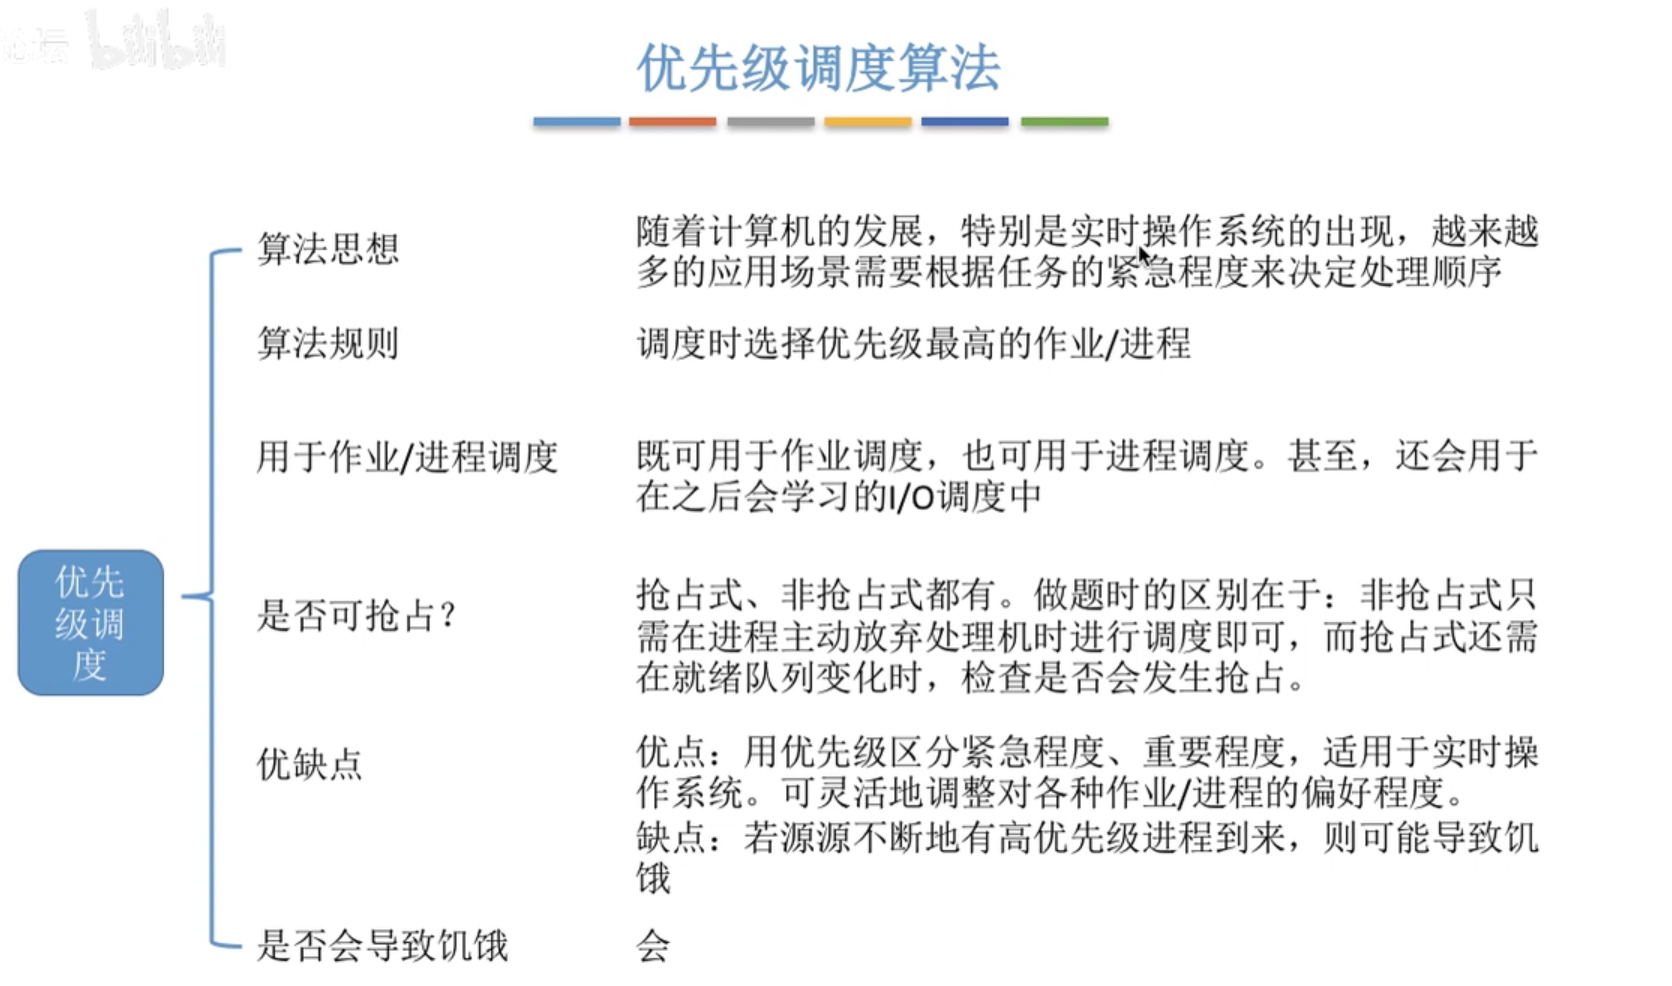 论坛 bilibili
优先级调度算法
算法思想
随着计算机的发展，特别是实时操作系统的出现，越来越
多的应用场景需要根据任务的紧急程度来决定处理顺序
算法规则
调度时选择优先级最高的作业/进程
用于作业/进程调度
既可用于作业调度，也可用于进程调度。甚至，还会用于
在之后会学习的I/O调度中
优先
级调
度
是否可抢占？
抢占式、非抢占式都有。做题时的区别在于：非抢占式只
需在进程主动放弃处理机时进行调度即可，而抢占式还需
在就绪队列变化时，检查是否会发生抢占。
优缺点
优点：用优先级区分紧急程度、重要程度，适用于实时操
作系统。可灵活地调整对各种作业/进程的偏好程度。
缺点：若源源不断地有高优先级进程到来，则可能导致饥
饿
是否会导致饥饿
会